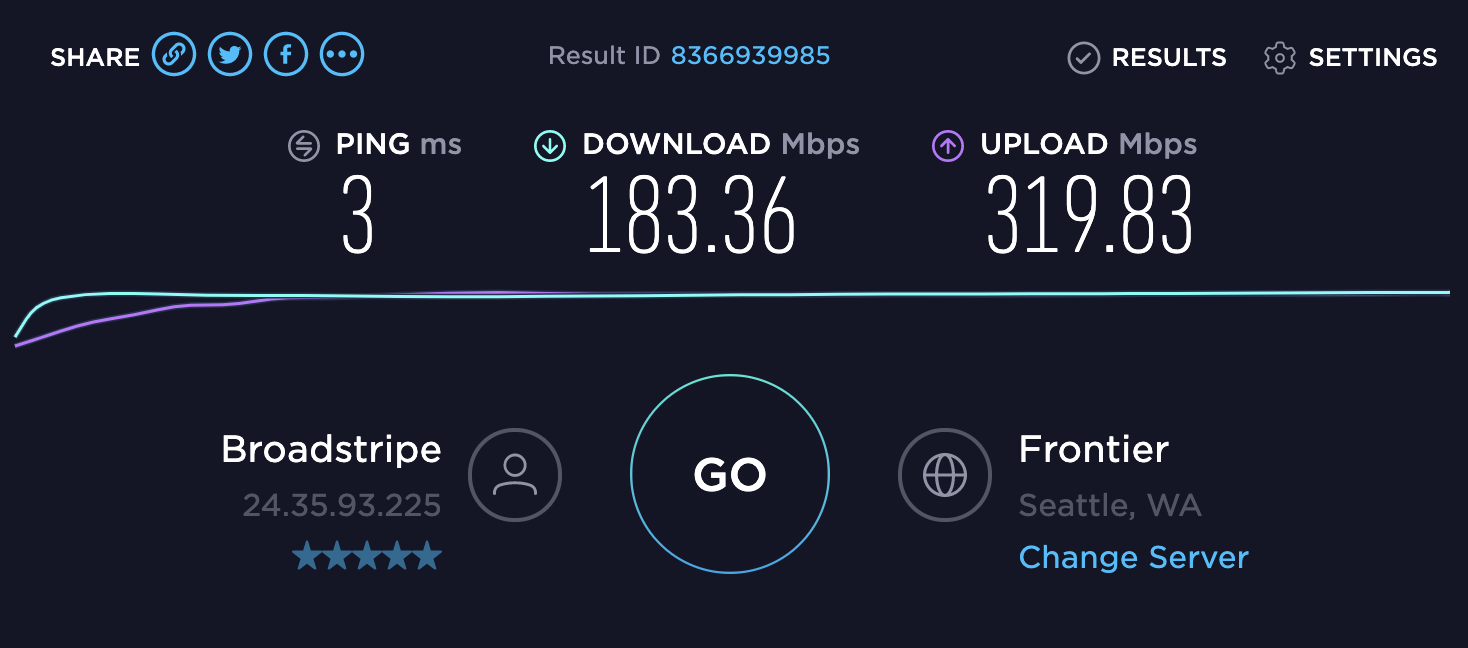 SHARE Result ID 8366939985 RESULTS SETTINGS
PING ms DOWNLOAD Mbps UPLOAD Mbps
3 183.36 319.83
Broadstripe GO Frontier
24.35.93.225 Seattle, WA
Change Server